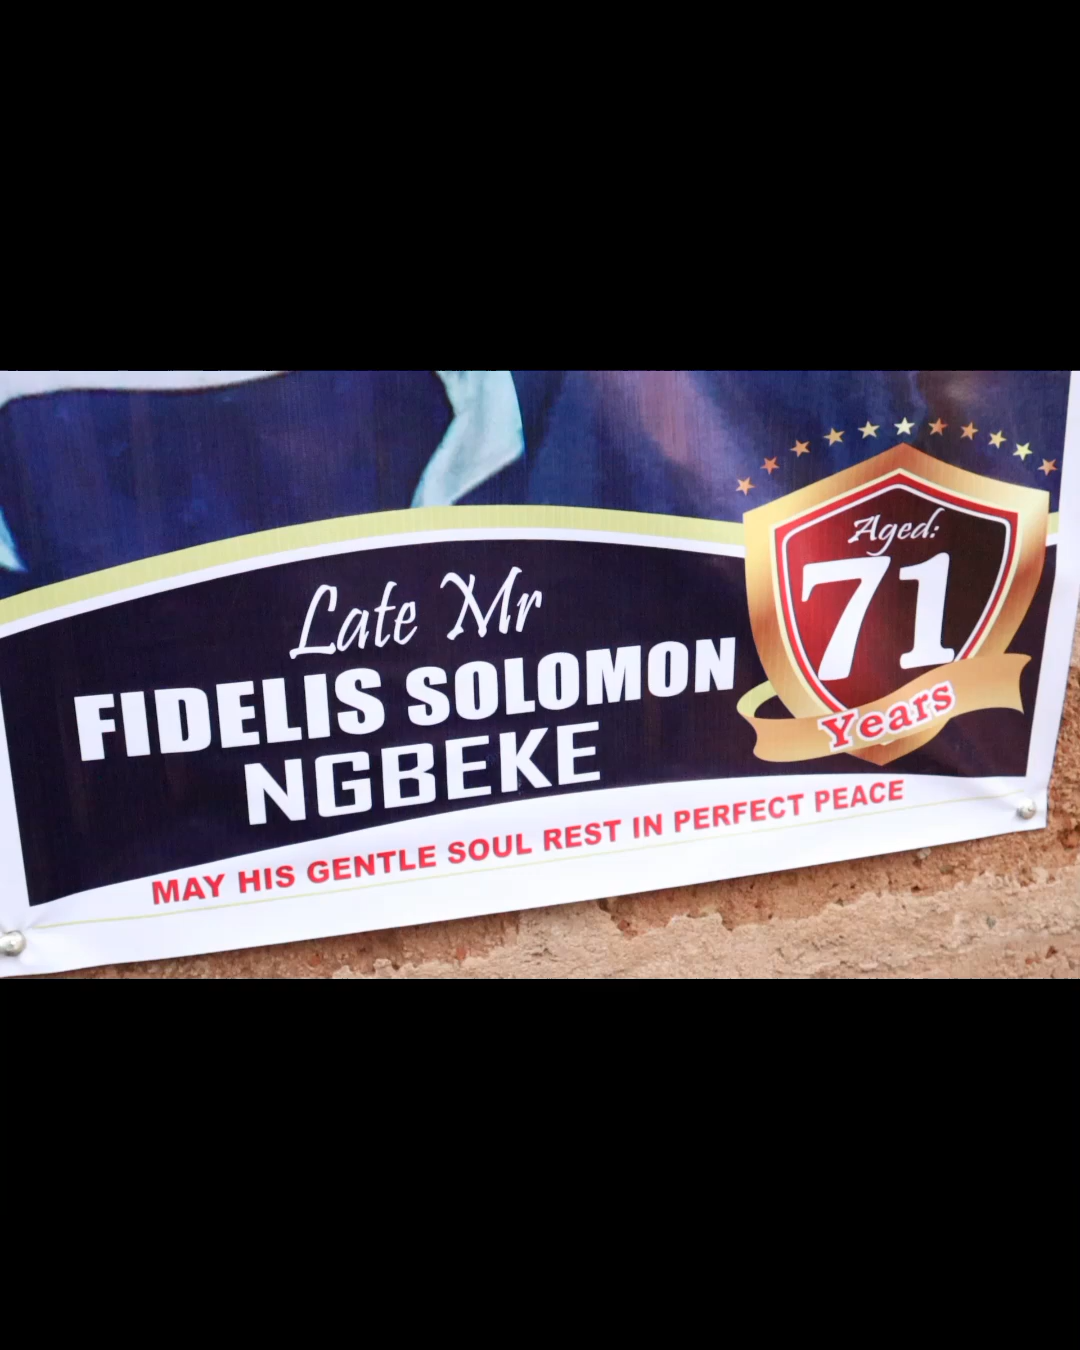 Late Mr
FIDELIS SOLOMON
NGBEKE
MAY HIS GENTLE SOUL REST IN PERFECT PEACE
Aged:
71
Years